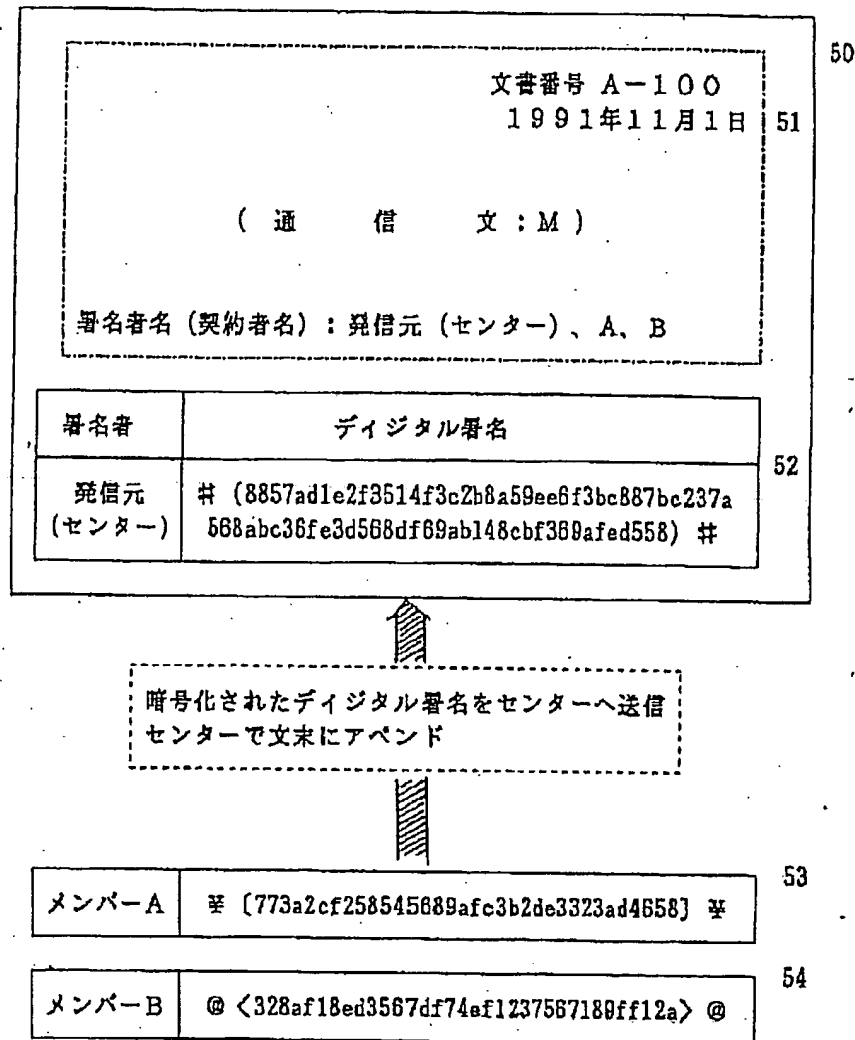 50
文書番号 A-100
1991年11月1日
51
( 通 信 文 : M )
署名者名 (契約者名) : 発信元 (センター) 、A、B
署名者 ディジタル署名
52
発信元 # (8857ad1e2f3514f3c2b8a59ee6f3bc887bc237a
(センター) 568abc36fe3d568df69ab148cbf369afed558) #
暗号化されたディジタル署名をセンターへ送信
センターで文末にアペンド
53
メンバーA ¥ [773a2cf258545689afc3b2de3323ad4658] ¥
54
メンバーB @ <328af18ed3567df74ef1237567189ff12a> @